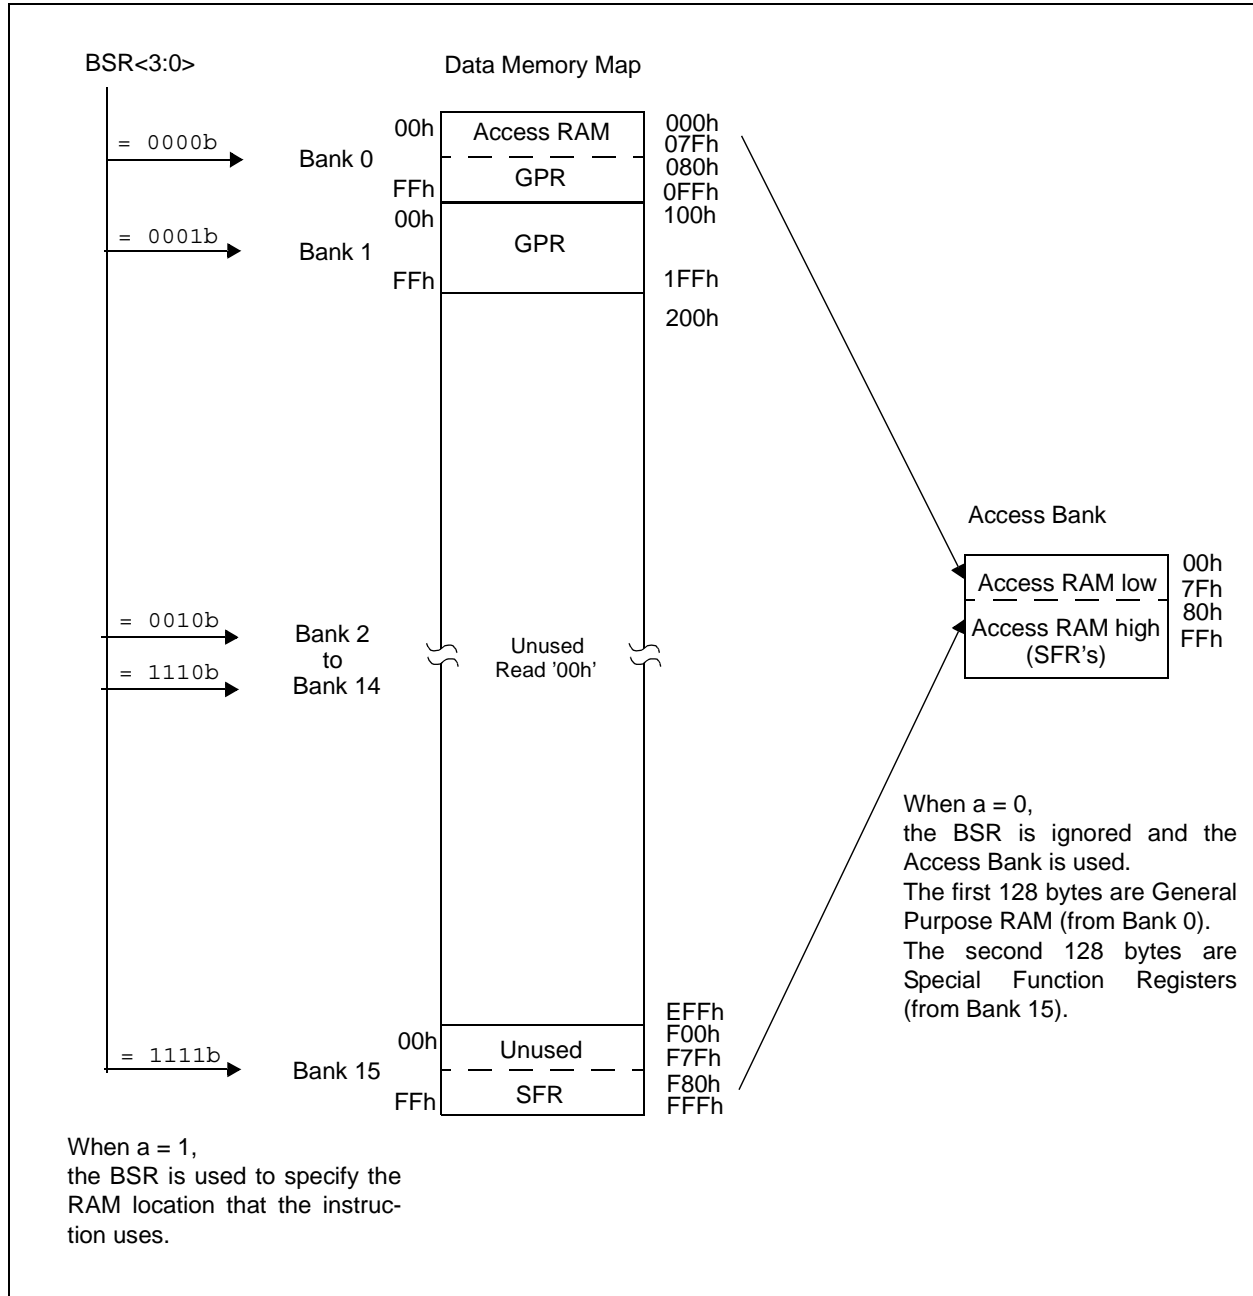 BSR<3:0>
Data Memory Map
= 0000b
Bank 0
00h
Access RAM
000h
07Fh
FFh
GPR
080h
0FFh
= 0001b
Bank 1
00h
GPR
100h
FFh
1FFh
200h
Access Bank
Access RAM low
00h
7Fh
Access RAM high
(SFR's)
80h
FFh
= 0010b
= 1110b
Bank 2
to
Bank 14
Unused
Read '00h'
When a = 0,
the BSR is ignored and the
Access Bank is used.
The first 128 bytes are General
Purpose RAM (from Bank 0).
The second 128 bytes are
Special Function Registers
(from Bank 15).
EFFh
= 1111b
Bank 15
00h
Unused
F00h
F7Fh
FFh
SFR
F80h
FFFh
When a = 1,
the BSR is used to specify the
RAM location that the instruc-
tion uses.